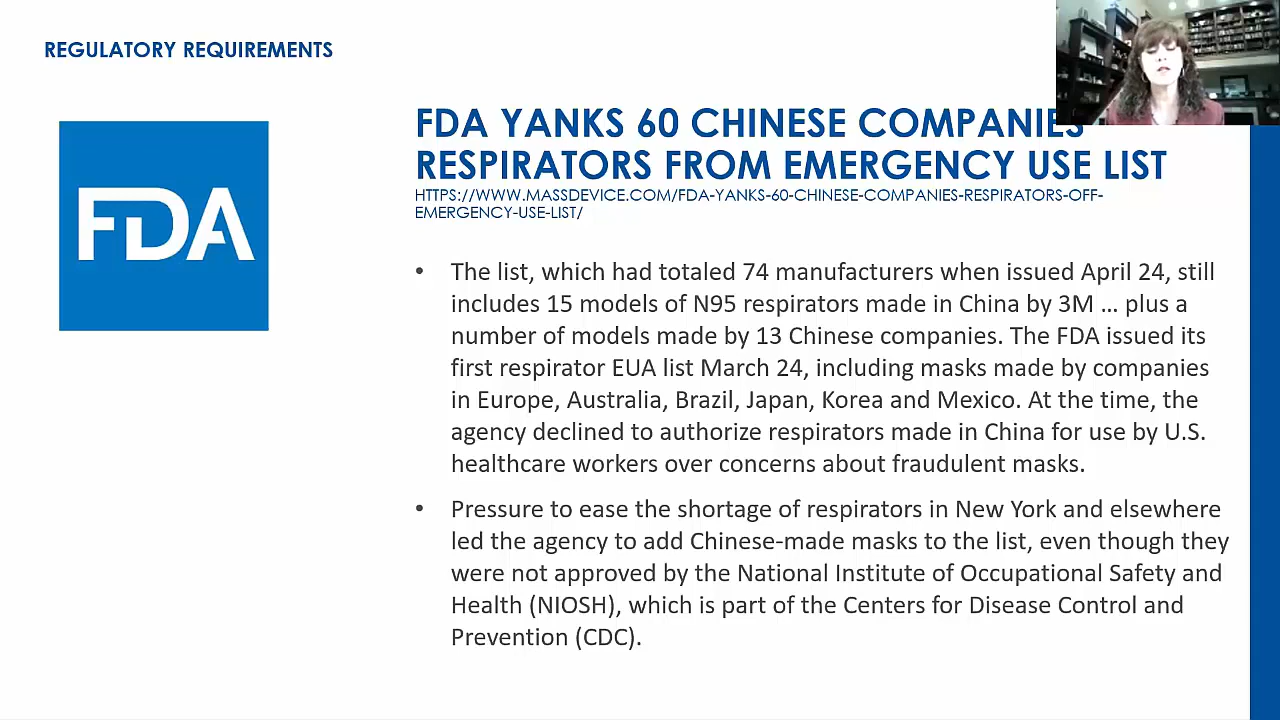 REGULATORY REQUIREMENTS
FDA
FDA YANKS 60 CHINESE COMPANIES
RESPIRATORS FROM EMERGENCY USE LIST
HTTPS://WWW.MASSDEVICE.COM/FDA-YANKS-60-CHINESE-COMPANIES-RESPIRATORS-OFF-
EMERGENCY-USE-LIST/
• The list, which had totaled 74 manufacturers when issued April 24, still
includes 15 models of N95 respirators made in China by 3M … plus a
number of models made by 13 Chinese companies. The FDA issued its
first respirator EUA list March 24, including masks made by companies
in Europe, Australia, Brazil, Japan, Korea and Mexico. At the time, the
agency declined to authorize respirators made in China for use by U.S.
healthcare workers over concerns about fraudulent masks.
• Pressure to ease the shortage of respirators in New York and elsewhere
led the agency to add Chinese-made masks to the list, even though they
were not approved by the National Institute of Occupational Safety and
Health (NIOSH), which is part of the Centers for Disease Control and
Prevention (CDC).